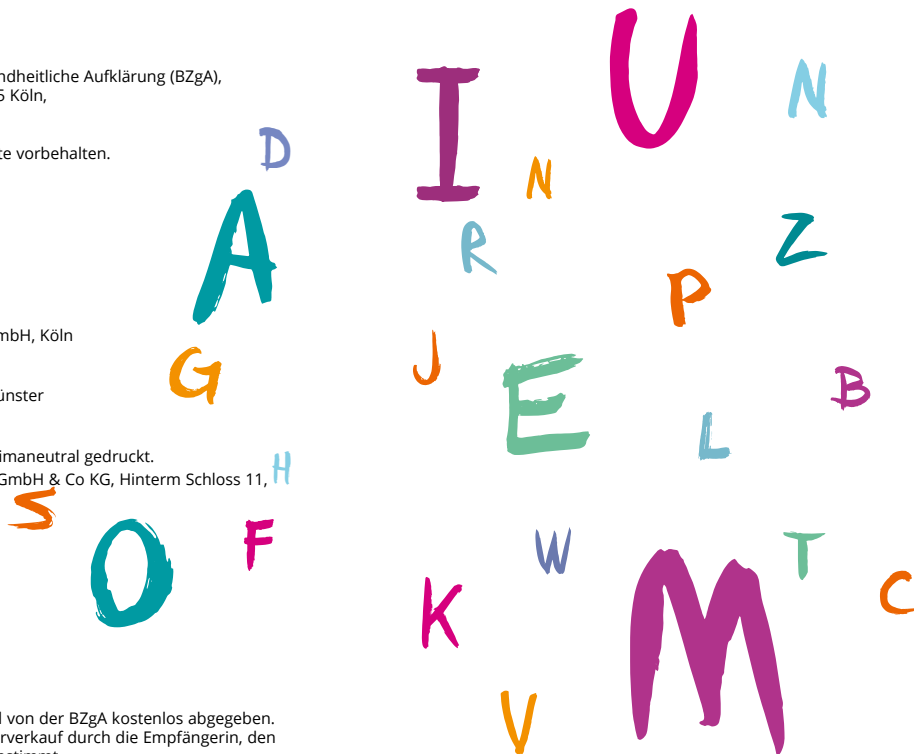 ndheitliche Aufklärung (BZgA),
5 Köln,
te vorbehalten.
mbH, Köln
ünster
imaneutral gedruckt.
GmbH & Co KG, Hinterm Schloss 11,
l von der BZgA kostenlos abgegeben.
rverkauf durch die Empfängerin, den
I
U
N
D
N
A
R
Z
P
J
G
E
B
L
H
S
O
F
W
T
K
M
C
V